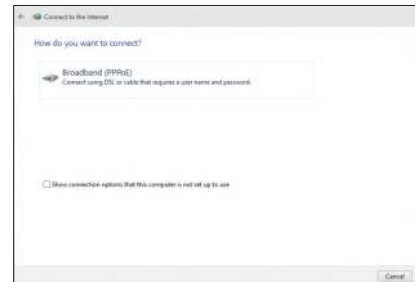 Connect to the Internet
How do you want to connect?
Broadband (PPPoE)
Connect using DSL or cable that requires a user name and password.
Show connection options that this computer is not set up to use
Cancel